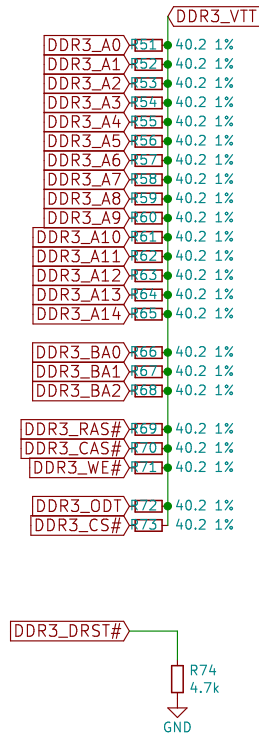 DDR3_VTT
DDR3_A0 R51 40.2 1%
DDR3_A1 R52 40.2 1%
DDR3_A2 R53 40.2 1%
DDR3_A3 R54 40.2 1%
DDR3_A4 R55 40.2 1%
DDR3_A5 R56 40.2 1%
DDR3_A6 R57 40.2 1%
DDR3_A7 R58 40.2 1%
DDR3_A8 R59 40.2 1%
DDR3_A9 R60 40.2 1%
DDR3_A10 R61 40.2 1%
DDR3_A11 R62 40.2 1%
DDR3_A12 R63 40.2 1%
DDR3_A13 R64 40.2 1%
DDR3_A14 R65 40.2 1%
DDR3_BA0 R66 40.2 1%
DDR3_BA1 R67 40.2 1%
DDR3_BA2 R68 40.2 1%
DDR3_RAS# R69 40.2 1%
DDR3_CAS# R70 40.2 1%
DDR3_WE# R71 40.2 1%
DDR3_ODT R72 40.2 1%
DDR3_CS# R73 40.2 1%
DDR3_DRST#
R74
4.7k
GND